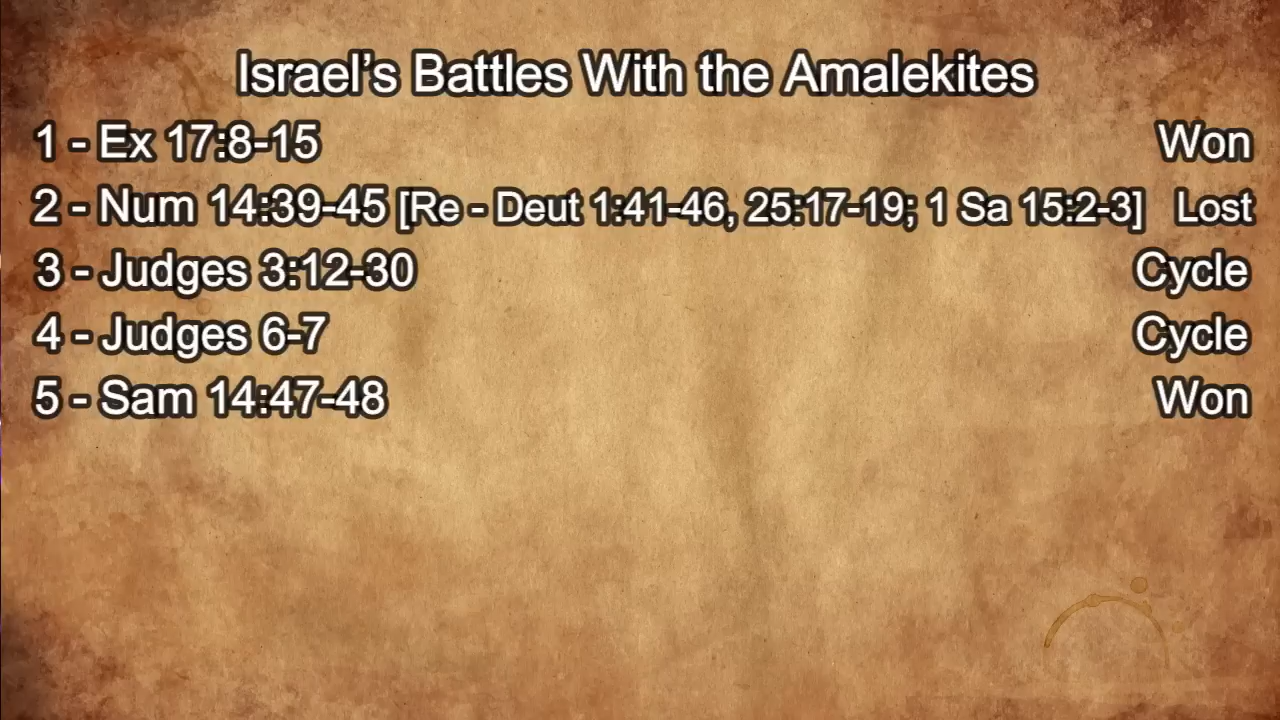 Israel’s Battles With the Amalekites
1 - Ex 17:8-15 Won
2 - Num 14:39-45 [Re - Deut 1:41-46, 25:17-19; 1 Sa 15:2-3] Lost
3 - Judges 3:12-30 Cycle
4 - Judges 6-7 Cycle
5 - Sam 14:47-48 Won